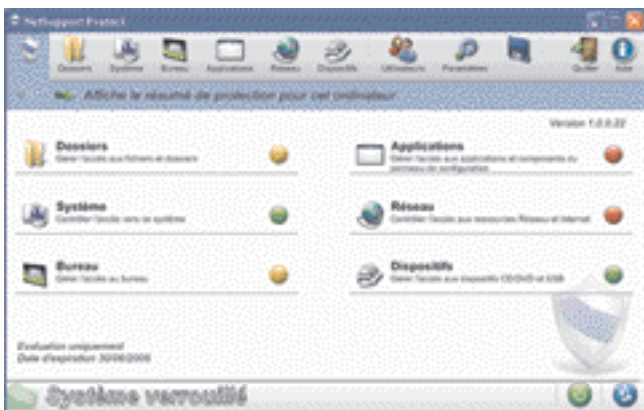 NetSupport Protect
Dossiers Système Bureau Applications Réseau Dispositifs Utilisateurs Paramètres Quitter Aide
Affiche le résumé de protection pour cet ordinateur
Version 1.0.0.22
Dossiers
Gérer l'accès aux fichiers et dossiers
Applications
Gérer l'accès aux applications et components du
panneau de configuration
Système
Contrôler l'accès vers ce système
Réseau
Contrôler l'accès aux ressources Réseau et Internet
Bureau
Gérer l'accès au bureau
Dispositifs
Gérer l'accès aux dispositifs CD/DVD et USB
Evaluation uniquement
Date d'expiration
Système verrouillé